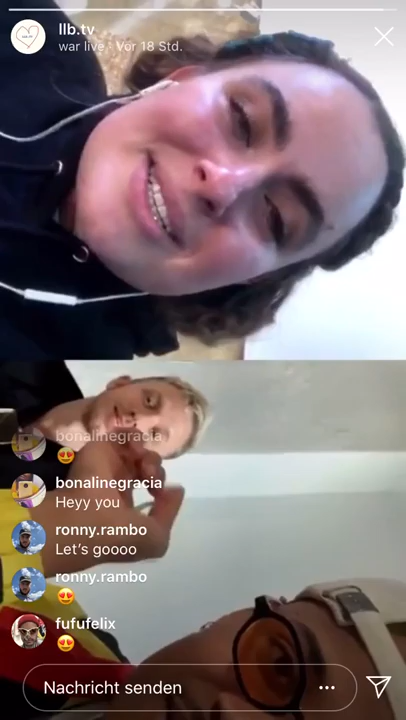 llb.tv
war live · Vor 18 Std.
bonalinegracia
bonalinegracia
Heyy you
ronny.rambo
Let's goooo
ronny.rambo
fufufelix
Nachricht senden